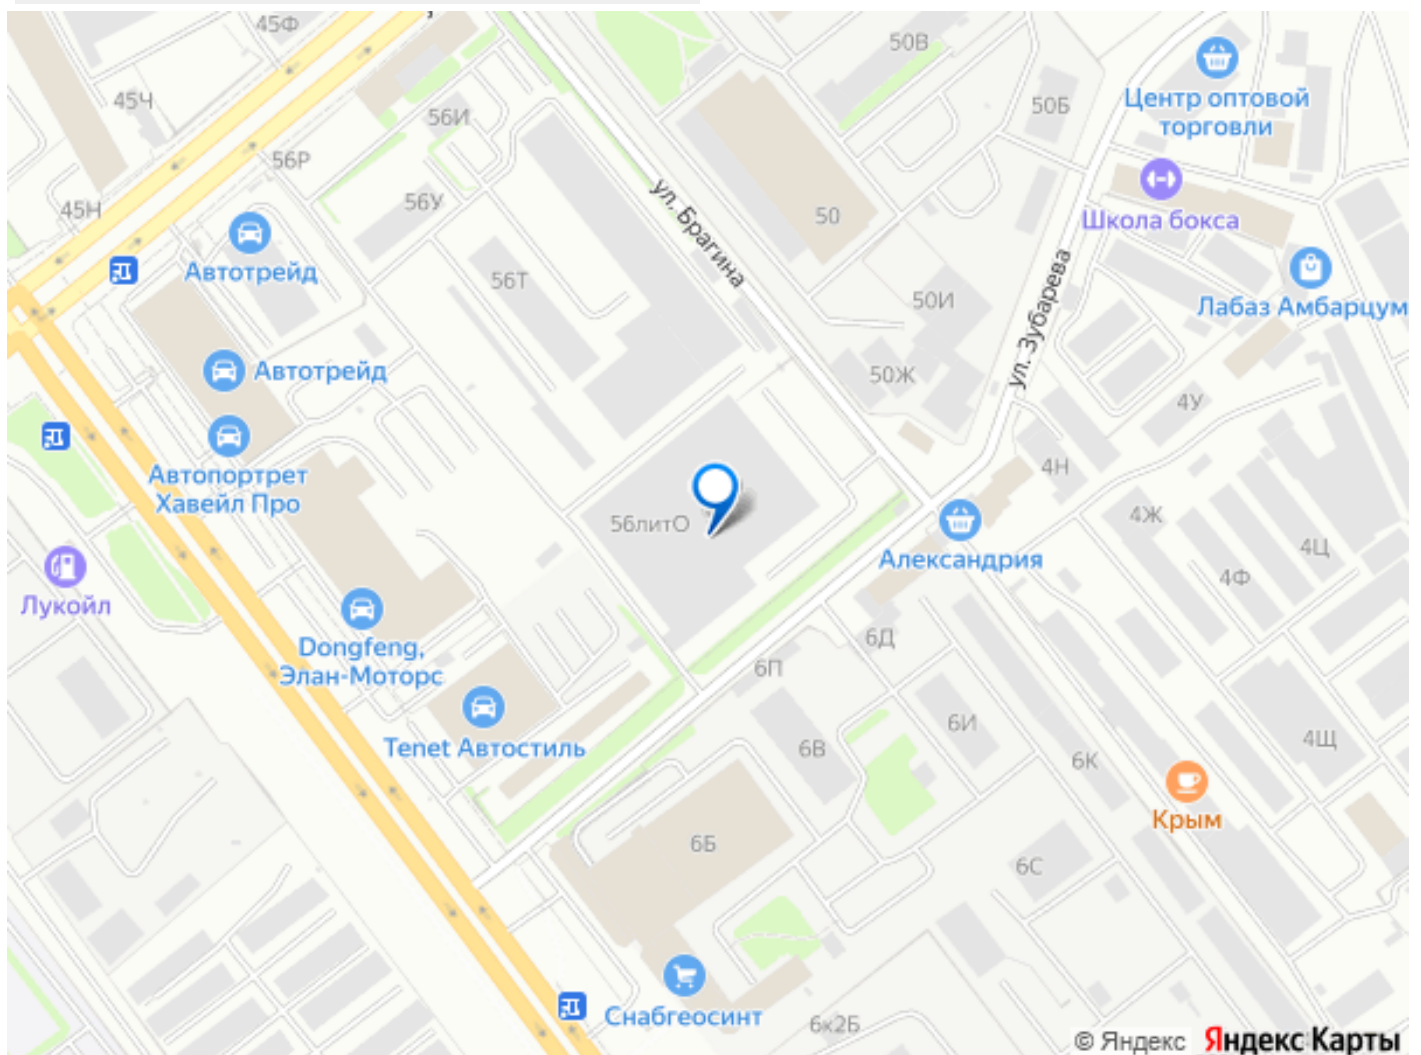 45Ф
45Ч
50В
Центр оптовой
торговли
50Б
56И
56Р
45Н
56У
Автотрейд
ул. Брагина
50
Школа бокса
Лабаз Амбарцум
56Т
50И
ул. Зубарева
Автотрейд
50Ж
4У
Автопортрет
Хавейл Про
4Н
56литО
4Ж
Александрия
4Ц
4Ф
Лукойл
Dongfeng,
Элан-Моторс
6Д
6П
Tenet Автостиль
6В
6И
6К
4Щ
Крым
6Б
6С
Снабгеосинт
6к2Б
© Яндекс Яндекс Карты